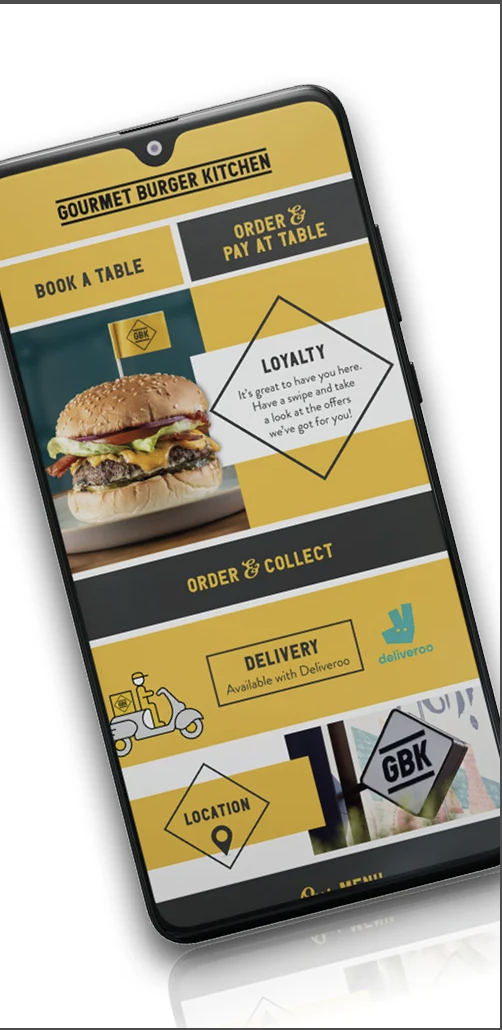 GOURMET BURGER KITCHEN
BOOK A TABLE
ORDER &
PAY AT TABLE
GBK
LOYALTY
It's great to have you here.
Have a swipe and take
a look at the offers
we've got for you!
ORDER & COLLECT
DELIVERY
Available with Deliveroo
deliveroo
GBK
LOCATION
GBK
Our MENU